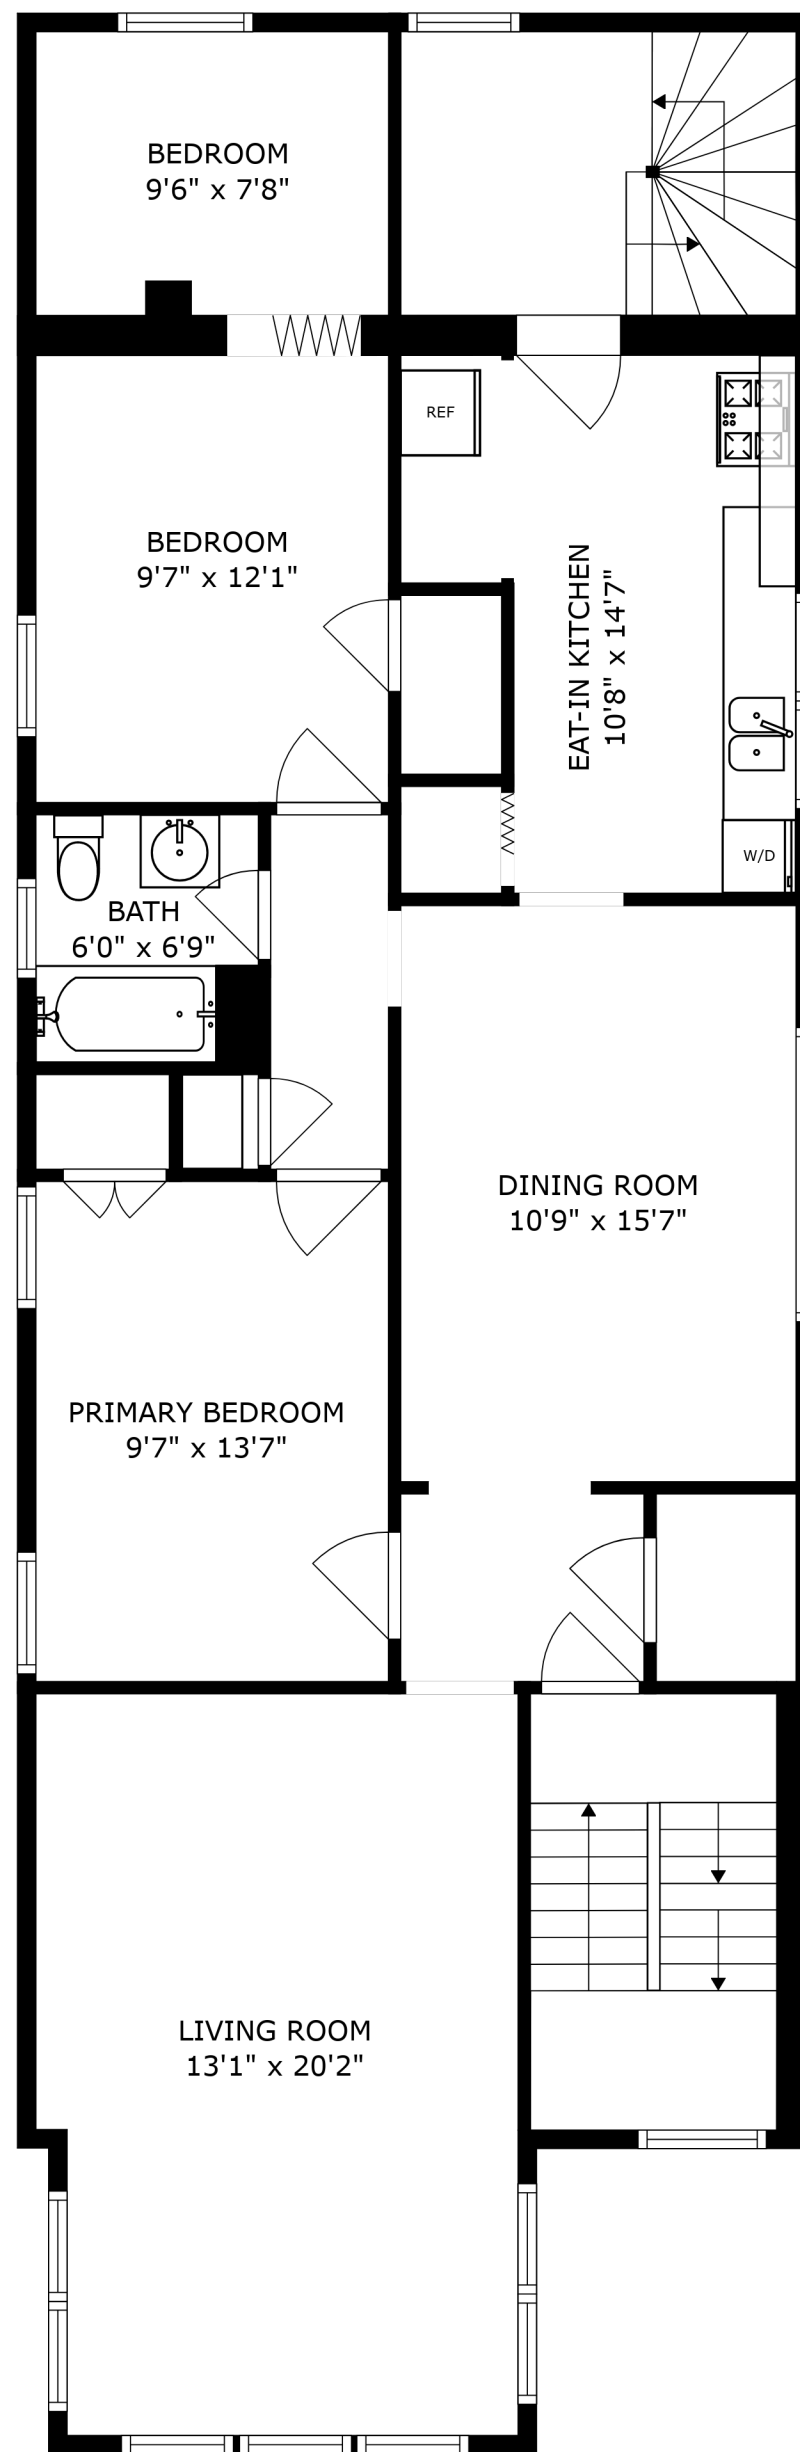 BEDROOM
9'6" x 7'8"
REF
BEDROOM
9'7" x 12'1"
EAT-IN KITCHEN
10'8" x 14'7"
W/D
BATH
6'0" x 6'9"
DINING ROOM
10'9" x 15'7"
PRIMARY BEDROOM
9'7" x 13'7"
LIVING ROOM
13'1" x 20'2"